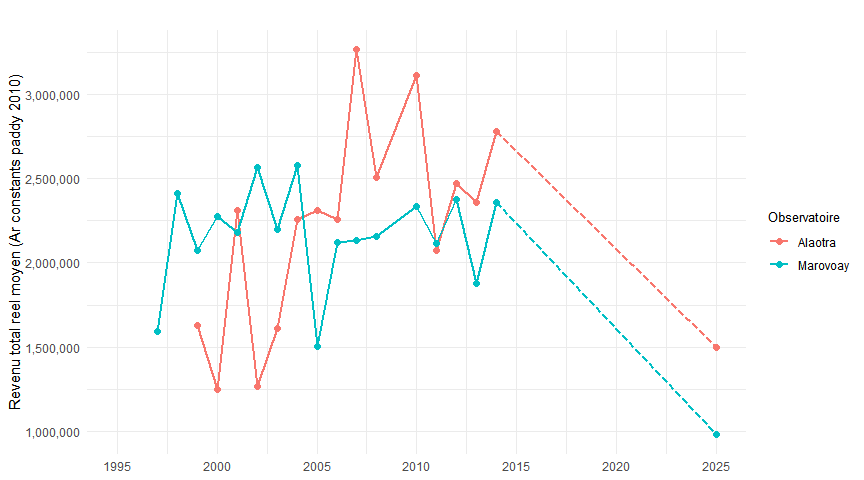 Revenu total reel moyen (Ar constants paddy 2010)
3,000,000
2,500,000
2,000,000
1,500,000
1,000,000
1995 2000 2005 2010 2015 2020 2025
Observatoire
Alaotra
Marovoay